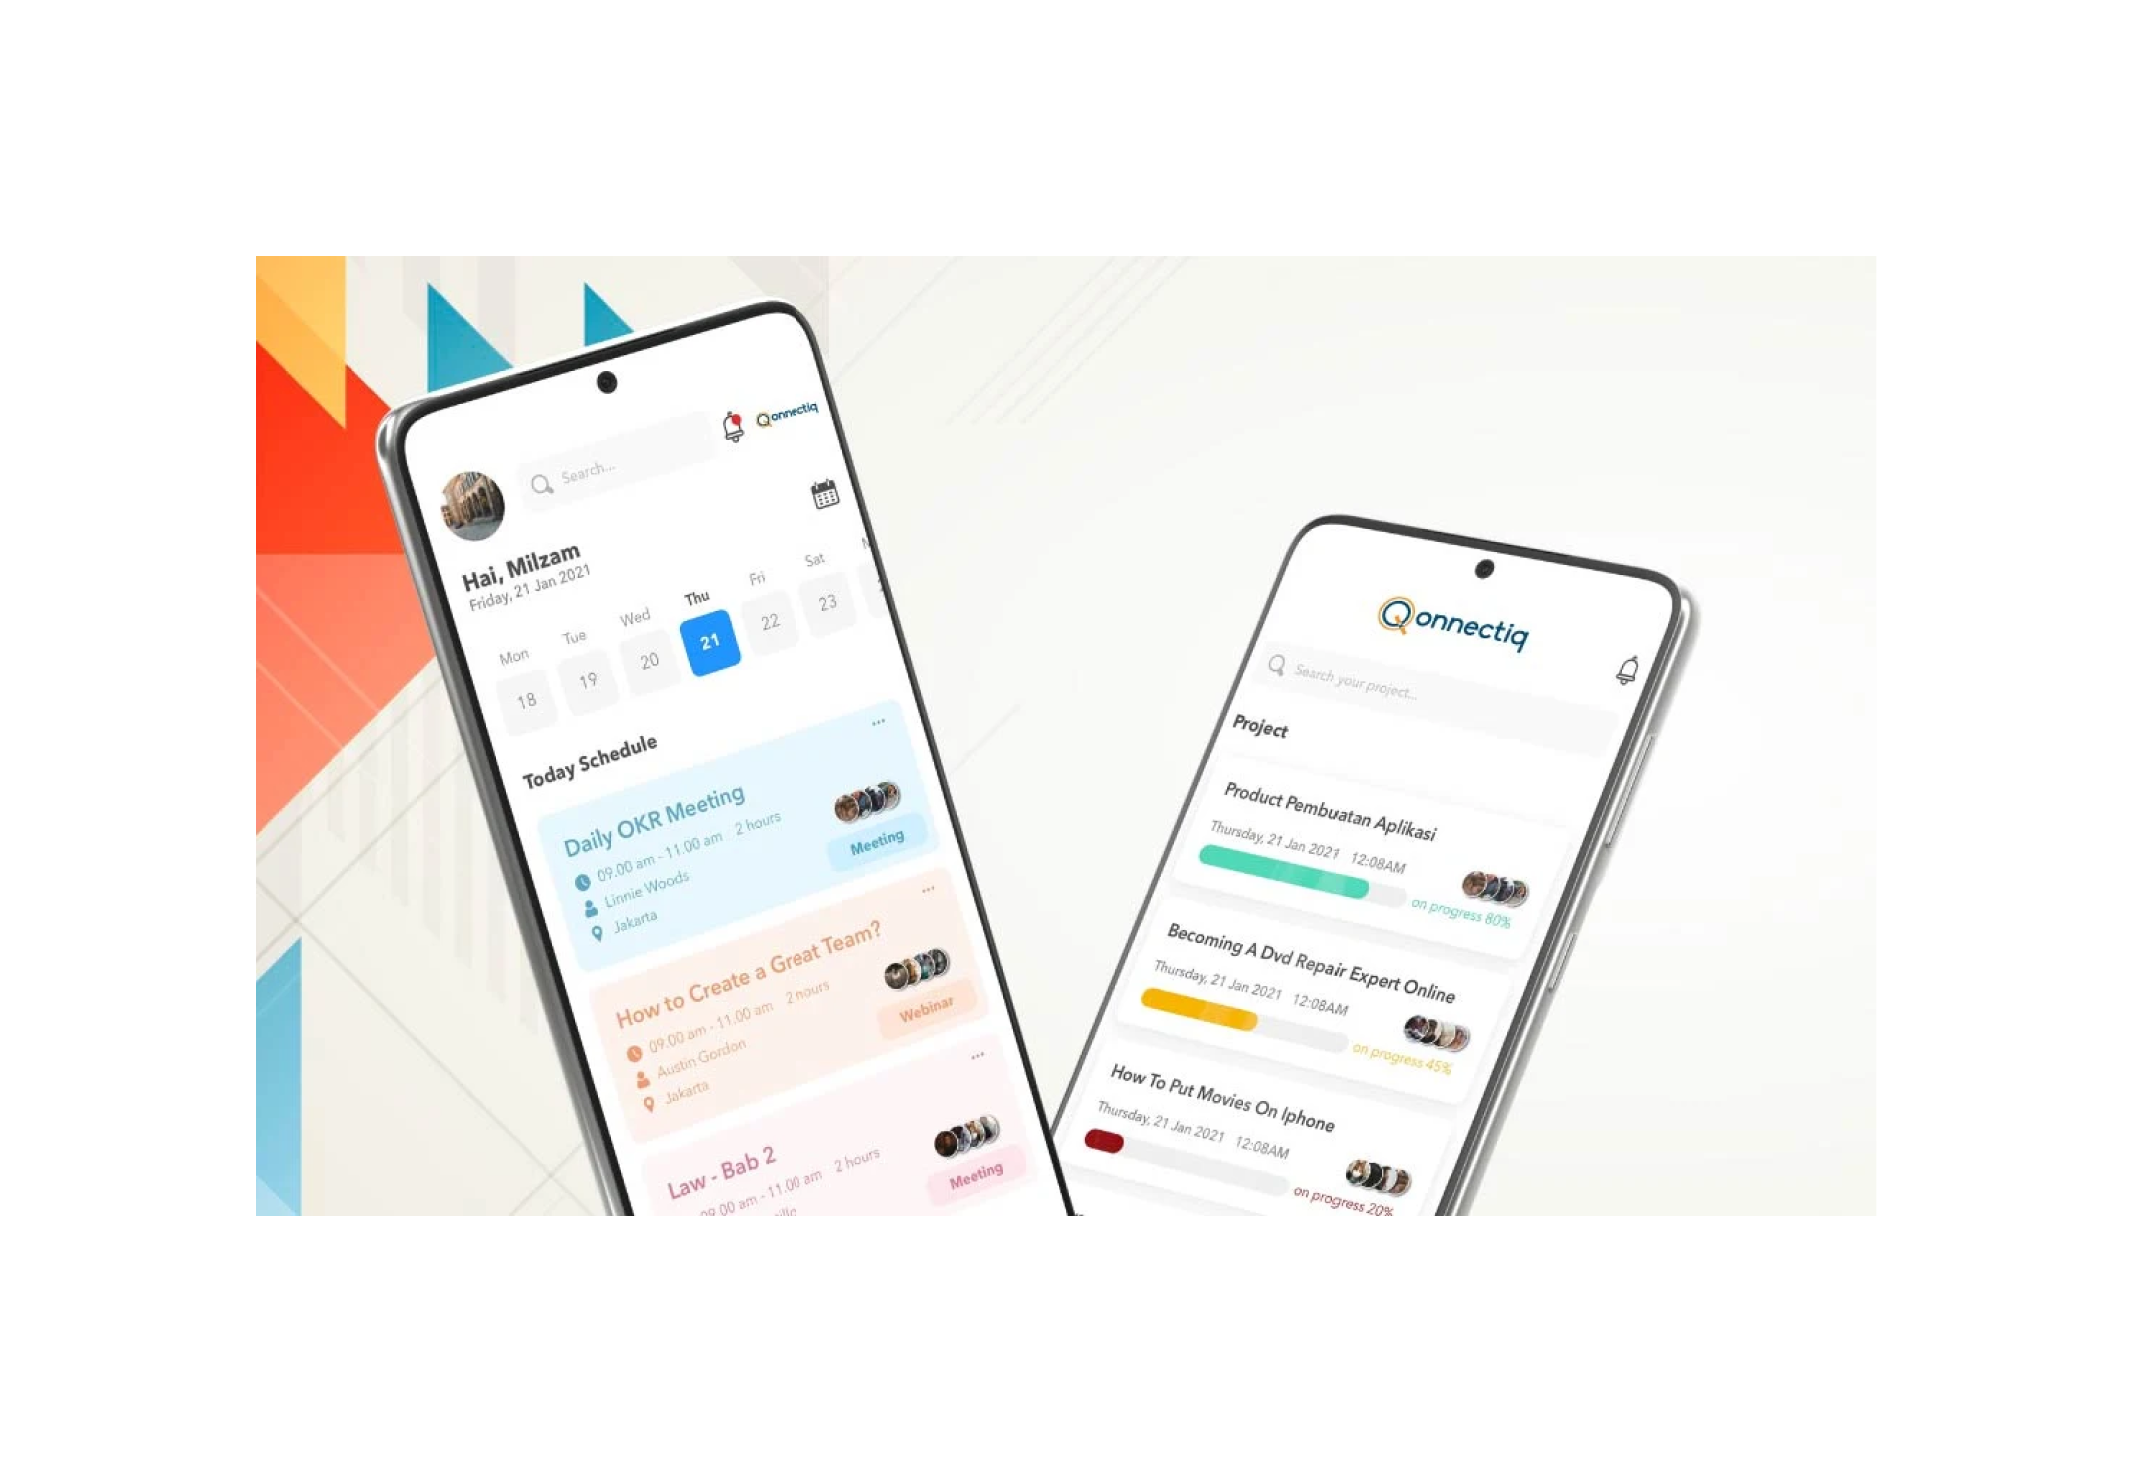 Qonnectiq
Search...
Hai, Milzam
Friday, 21 Jan 2021
Mon Tue Wed Thu Fri Sat
18 19 20 21 22 23
Today Schedule
Daily OKR Meeting
09.00 am - 11.00 am 2 hours
Linnie Woods
Jakarta
Meeting
How to Create a Great Team?
09.00 am - 11.00 am 2 nours
Austin Gordon
Jakarta
Webinar
Law - Bab 2
09.00 am - 11.00 am 2 hours
Meeting
Qonnectiq
Search your project...
Project
Product Pembuatan Aplikasi
Thursday, 21 Jan 2021 12:08AM
on progress 80%
Becoming A Dvd Repair Expert Online
Thursday, 21 Jan 2021 12:08AM
on progress 45%
How To Put Movies On Iphone
Thursday, 21 Jan 2021 12:08AM
on progress 20%